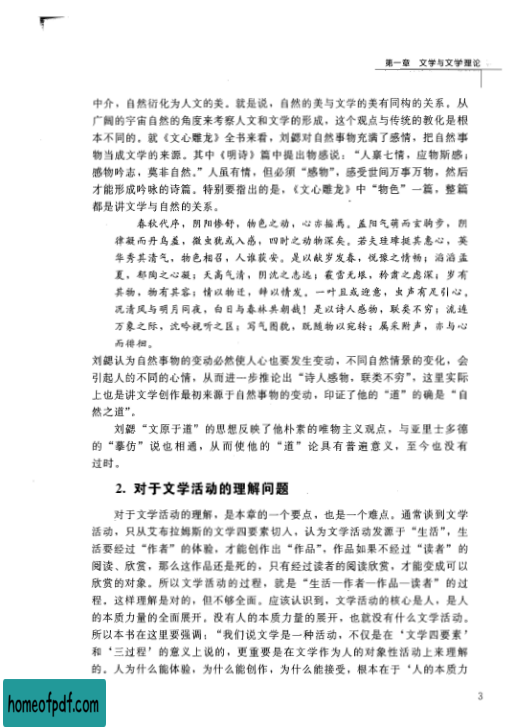 第一章 文学与文学理论
中介，自然衍化为人文的美。就是说，自然的美与文学的美有同构的关系。从
广阔的宇宙自然的角度来考察人文和文学的形成，这个观点与传统的教化是根
本不同的。就《文心雕龙》全书来看，刘勰对自然事物充满了感情，把自然事
物当成文学的来源。其中《明诗》篇中提出物感说：“人禀七情，应物斯感；
感物吟志，莫非自然。”人虽有情，但必须“感物”，感受世间万事万物，然后
才能形成吟咏的诗篇。特别要指出的是，《文心雕龙》中“物色”一篇，整篇
都是讲文学与自然的关系。
春秋代序，阴阳惨舒，物色之动，心亦摇焉。盖阳气萌而玄驹步，阴
律凝而丹鸟羞，微虫犹或入感，四时之动物深矣。若夫珪璋挺其惠心，英
华秀其清气，物色相召，人谁获安。是以献岁发春，悦豫之情畅；滔滔孟
夏，郁陶之心凝；天高气清，阴沈之志远；霰雪无垠，矜肃之虑深；岁有
其物，物有其容；情以物迁，辞以情发。一叶且或迎意，虫声有足引心。
况清风与明月同夜，白日与春林共朝哉！是以诗人感物，联类不穷；流连
万象之际，沈吟视听之区；写气图貌，既随物以宛转；属采附声，亦与心
而徘徊。
刘勰认为自然事物的变动必然使人心也要发生变动，不同自然情景的变化，会
引起人的不同的心情，从而进一步推论出“诗人感物，联类不穷”，这里实际
上也是讲文学创作最初来源于自然事物的变动，印证了他的“道”的确是“自
然之道”。
刘勰“文原于道”的思想反映了他朴素的唯物主义观点，与亚里士多德
的“摹仿”说也相通，从而使他的“道”论具有普遍意义，至今也没有
过时。
2. 对于文学活动的理解问题
对于文学活动的理解，是本章的一个要点，也是一个难点。通常谈到文学
活动，只从艾布拉姆斯的文学四要素切人，认为文学活动发源于“生活”，生
活要经过“作者”的体验，才能创作出“作品”，作品如果不经过“读者”的
阅读、欣赏，那么这作品还是死的，只有经过读者的阅读欣赏，才能变成可以
欣赏的对象。所以文学活动的过程，就是“生活—作者—作品—读者”的过
程。这样理解是对的，但不够全面。应该认识到，文学活动的核心是人，是人
的本质力量的全面展开。没有人的本质力量的展开，也就没有什么文学活动。
所以本书在这里要强调：“我们说文学是一种活动，不仅是在‘文学四要素’
和‘三过程’的意义上说的，更重要是在文学作为人的对象性活动上来理解
的。人为什么能体验，为什么能创作，为什么能接受，根本在于‘人的本质力
3
homeofpdf.com